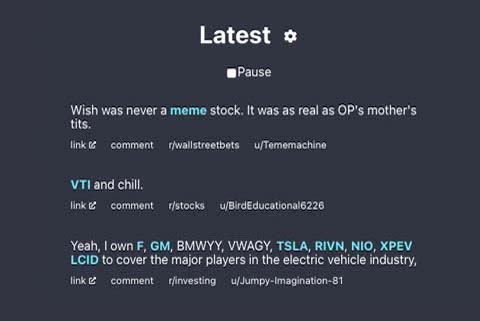 Latest
Pause
Wish was never a meme stock. It was as real as OP's mother's
tits.
link comment r/wallstreetbets u/Tememachine
VTI and chill.
link comment r/stocks u/BirdEducational6226
Yeah, I own F, GM, BMWYY, VWAGY, TSLA, RIVN, NIO, XPEV
LCID to cover the major players in the electric vehicle industry,
link comment r/investing u/Jumpy-Imagination-81